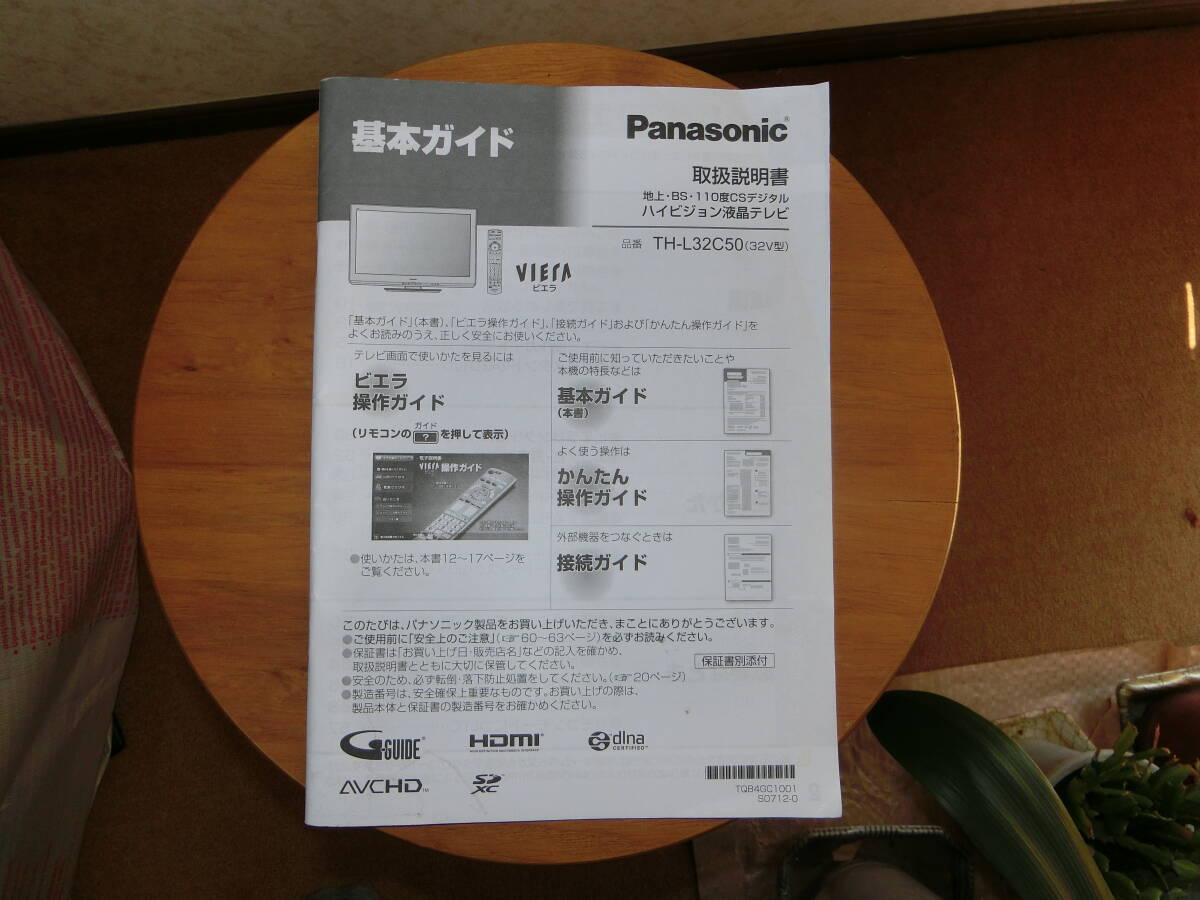 基本ガイド
Panasonic®
取扱説明書
地上・BS・110度CSデジタル
ハイビジョン液晶テレビ
品番 TH-L32C50(32V型)
VIERA
ビエラ
「基本ガイド」(本書)、「ビエラ操作ガイド」、「接続ガイド」および「かんたん操作ガイド」を
よくお読みのうえ、正しく安全にお使いください。
テレビ画面で使いかたを見るには
ビエラ
操作ガイド
ガイド
(リモコンの ? を押して表示)
電子説明書
VIERA 操作ガイド
●使いかたは、本書12～17ページを
ご覧ください。
ご使用前に知っていただきたいことや
本機の特長などは
基本ガイド
(本書)
よく使う操作は
かんたん
操作ガイド
外部機器をつなぐときは
接続ガイド
このたびは、パナソニック製品をお買い上げいただき、まことにありがとうございます。
●ご使用前に「安全上のご注意」(☞60～63ページ)を必ずお読みください。
●保証書は「お買い上げ日・販売店名」などの記入を確かめ、
取扱説明書とともに大切に保管してください。
保証書別添付
●安全のため、必ず転倒・落下防止処置をしてください。(☞20ページ)
●製造番号は、安全確保上重要なものです。お買い上げの際は、
製品本体と保証書の製造番号をお確かめください。
G-GUIDE®
HDMI®
HIGH-DEFINITION MULTIMEDIA INTERFACE
dlna
CERTIFIED™
AVCHD™
SD
XC
TQB4GC1001
S0712-0